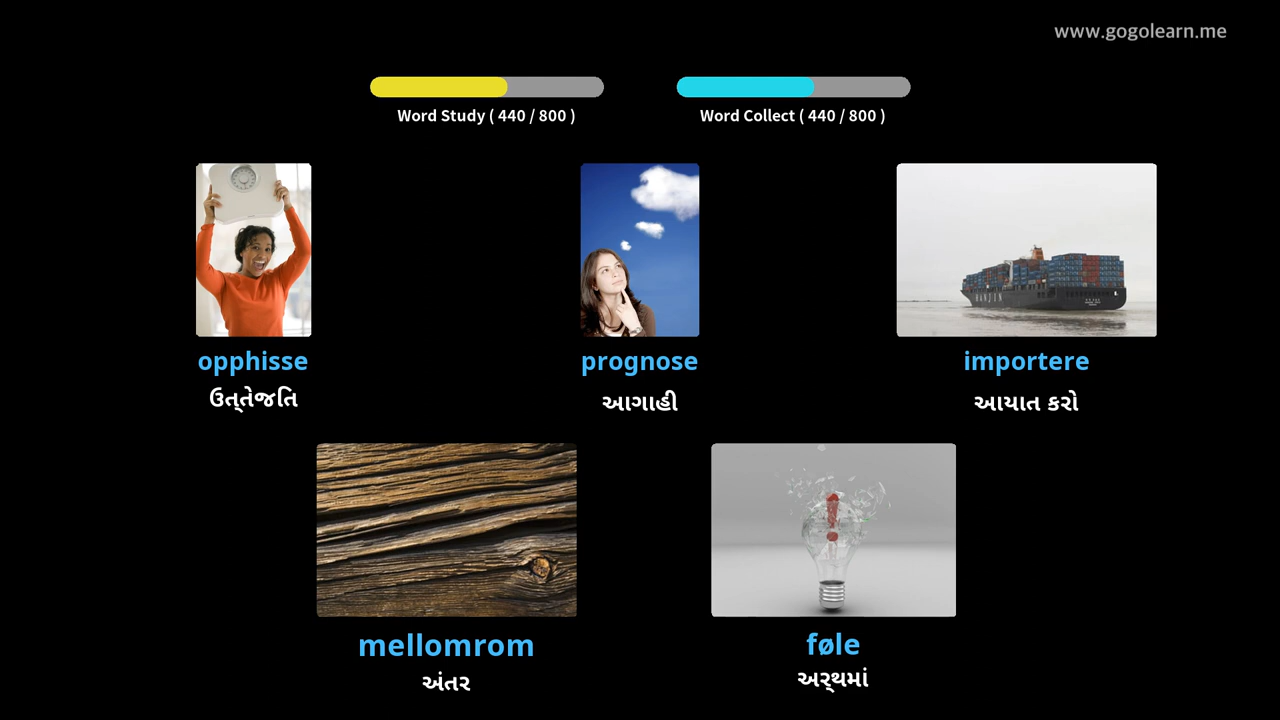 www.gogolearn.me
Word Study ( 440 / 800 )
Word Collect ( 440 / 800 )
HANJIN
opphisse
prognose
importere
ઉત્તેજતિ
આગાહી
આયાત કરો
mellomrom
føle
અંતર
અર્થમાં